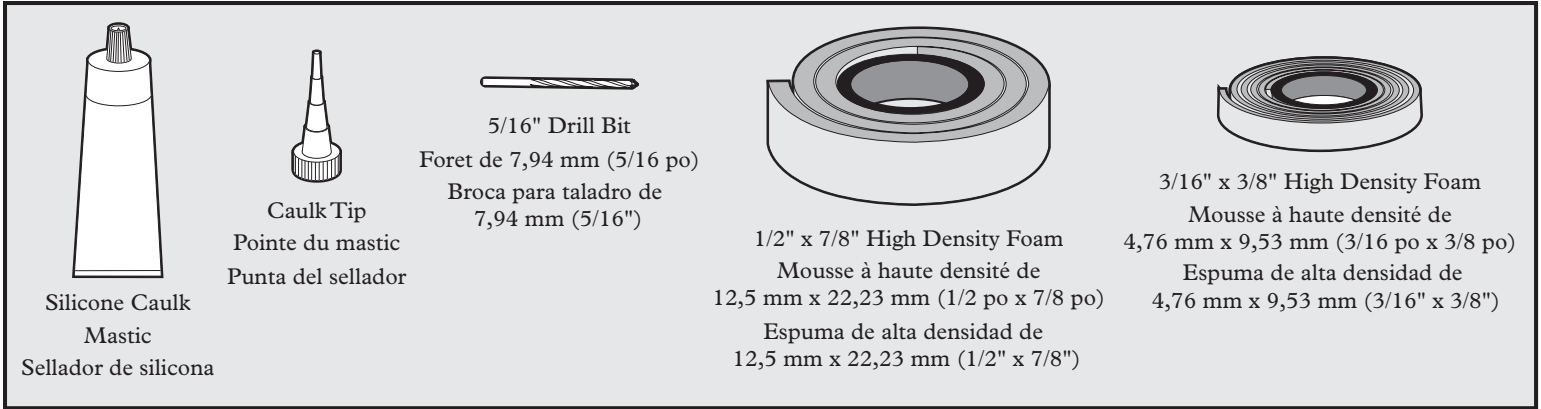 Silicone Caulk
Mastic
Sellador de silicona
Caulk Tip
Pointe du mastic
Punta del sellador
5/16" Drill Bit
Foret de 7,94 mm (5/16 po)
Broca para taladro de
7,94 mm (5/16")
1/2" x 7/8" High Density Foam
Mousse à haute densité de
12,5 mm x 22,23 mm (1/2 po x 7/8 po)
Espuma de alta densidad de
12,5 mm x 22,23 mm (1/2" x 7/8")
3/16" x 3/8" High Density Foam
Mousse à haute densité de
4,76 mm x 9,53 mm (3/16 po x 3/8 po)
Espuma de alta densidad de
4,76 mm x 9,53 mm (3/16" x 3/8")